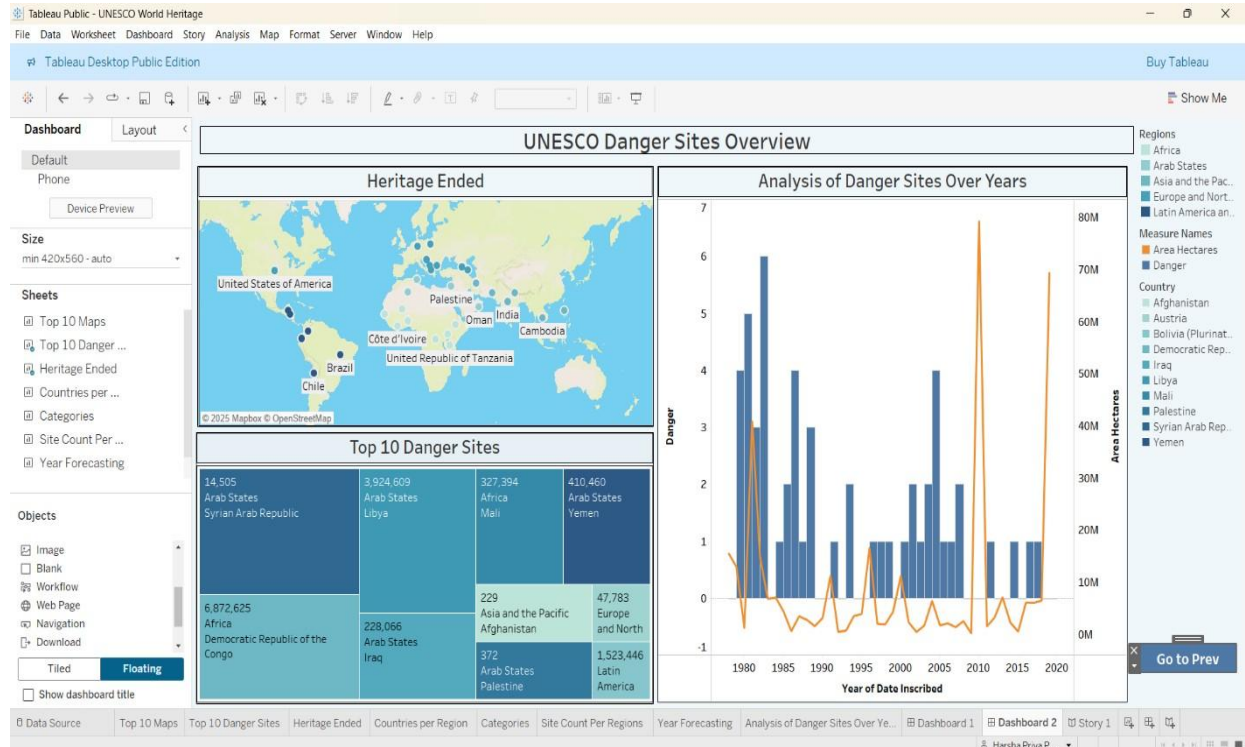 Tableau Public - UNESCO World Heritage
File Data Worksheet Dashboard Story Analysis Map Format Server Window Help
Tableau Desktop Public Edition
Buy Tableau
Show Me
Dashboard
Layout
Default
Phone
Device Preview
Size
min 420x560 - auto
Sheets
Top 10 Maps
Top 10 Danger ...
Heritage Ended
Countries per ...
Categories
Site Count Per ...
Year Forecasting
Objects
Image
Blank
Workflow
Web Page
Navigation
Download
Tiled
Floating
Show dashboard title
UNESCO Danger Sites Overview
Heritage Ended
United States of America
Palestine
Oman
India
Cambodia
Côte d'Ivoire
United Republic of Tanzania
Brazil
Chile
© 2025 Mapbox © OpenStreetMap
Top 10 Danger Sites
14,505
Arab States
Syrian Arab Republic
3,924,609
Arab States
Libya
327,394
Africa
Mali
410,460
Arab States
Yemen
6,872,625
Africa
Democratic Republic of the
Congo
228,066
Arab States
Iraq
229
Asia and the Pacific
Afghanistan
47,783
Europe
and North
372
Arab States
Palestine
1,523,446
Latin
America
Analysis of Danger Sites Over Years
7
6
5
4
3
2
1
0
-1
Danger
80M
70M
60M
50M
40M
30M
20M
10M
0M
Area Hectares
1980 1985 1990 1995 2000 2005 2010 2015 2020
Year of Date Inscribed
Regions
Africa
Arab States
Asia and the Pac..
Europe and Nort..
Latin America an..
Measure Names
Area Hectares
Danger
Country
Afghanistan
Austria
Bolivia (Plurinat..
Democratic Rep..
Iraq
Libya
Mali
Palestine
Syrian Arab Rep..
Yemen
Go to Prev
Data Source Top 10 Maps Top 10 Danger Sites Heritage Ended Countries per Region Categories Site Count Per Regions Year Forecasting Analysis of Danger Sites Over Ye... Dashboard 1 Dashboard 2 Story 1
Harsha Priya P